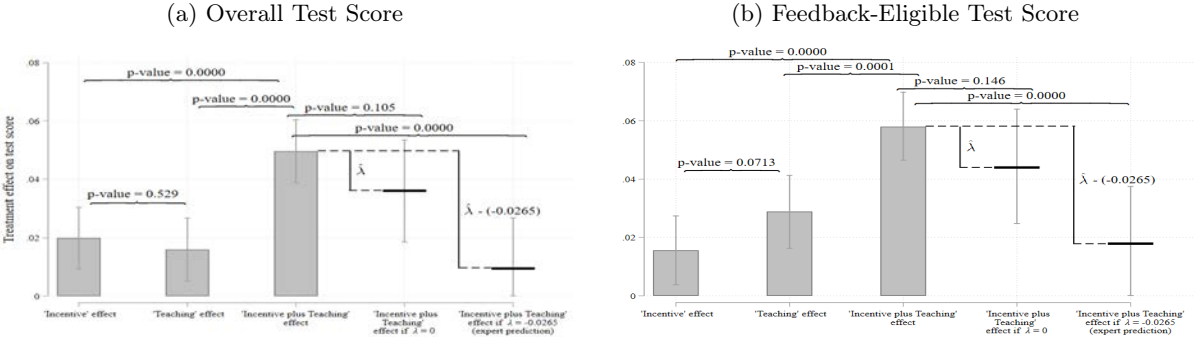 (a) Overall Test Score
p-value = 0.0000
p-value = 0.0000
p-value = 0.105
p-value = 0.0000
p-value = 0.529
λ̂
λ̂ - (-0.0265)
Treatment effect on test score
.08
.06
.04
.02
0
'Incentive' effect
'Teaching' effect
'Incentive plus Teaching'
effect
'Incentive plus
Teaching'
effect if λ = 0
'Incentive plus Teaching'
effect if λ = -0.0265
(expert prediction)
(b) Feedback-Eligible Test Score
p-value = 0.0000
p-value = 0.0001
p-value = 0.146
p-value = 0.0000
p-value = 0.0713
λ̂
λ̂ - (-0.0265)
.08
.06
.04
.02
0
'Incentive' effect
'Teaching' effect
'Incentive plus Teaching'
effect
'Incentive plus
Teaching'
effect if λ = 0
'Incentive plus Teaching'
effect if λ = -0.0265
(expert prediction)